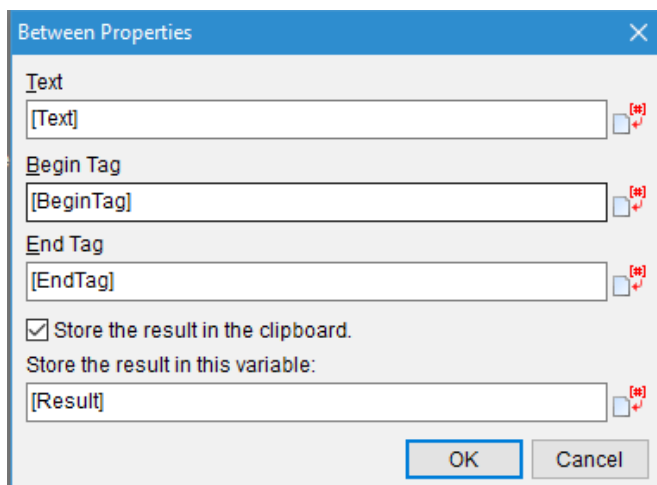 Between Properties
Text
[Text]
[#]
Begin Tag
[BeginTag]
[#]
End Tag
[EndTag]
[#]
Store the result in the clipboard.
Store the result in this variable:
[Result]
[#]
OK Cancel